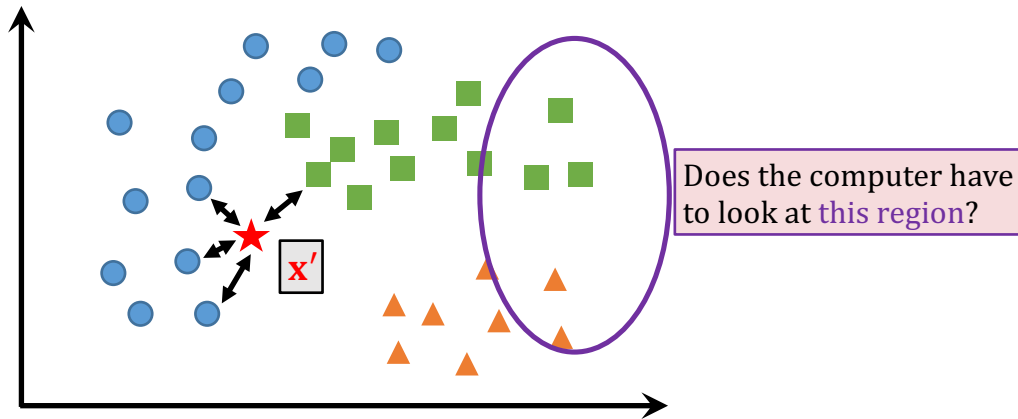 Does the computer have
to look at this region?
x′